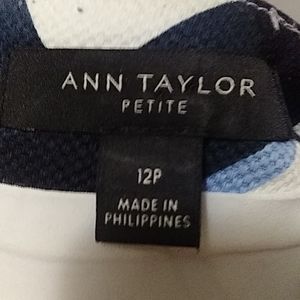 ANN TAYLOR
PETITE
12P
MADE IN
PHILIPPINES